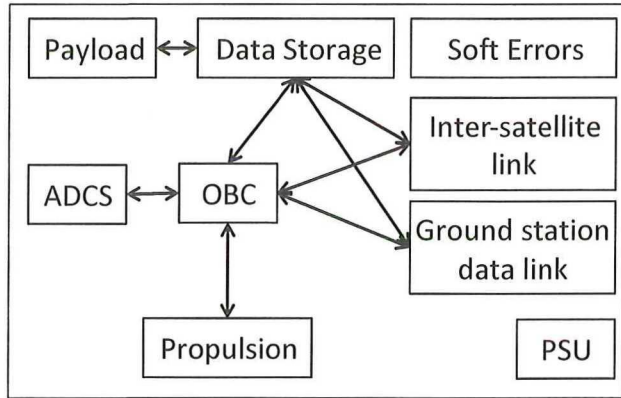 Payload
Data Storage
Soft Errors
Inter-satellite
link
ADCS
OBC
Ground station
data link
Propulsion
PSU